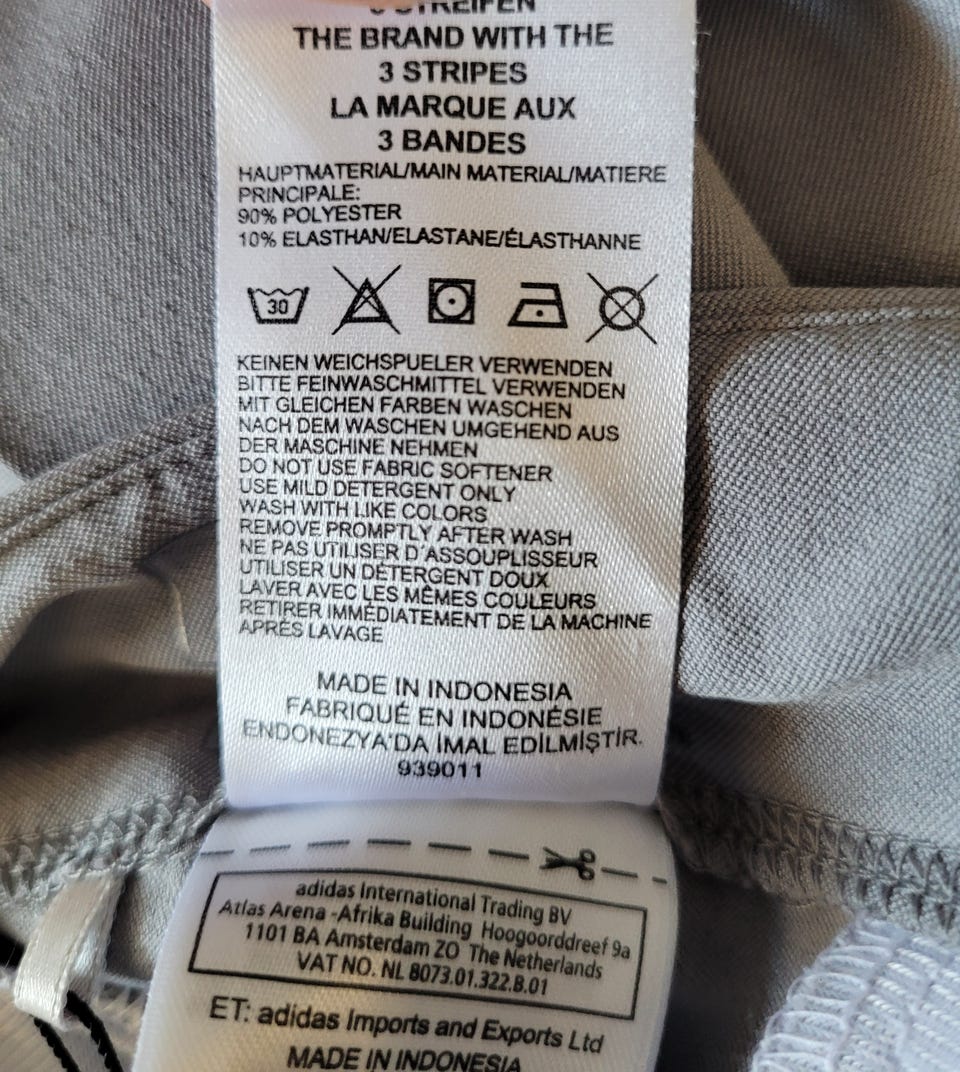 3 STREIFEN
THE BRAND WITH THE
3 STRIPES
LA MARQUE AUX
3 BANDES
HAUPTMATERIAL/MAIN MATERIAL/MATIERE
PRINCIPALE:
90% POLYESTER
10% ELASTHAN/ELASTANE/ÉLASTHANNE
30
KEINEN WEICHSPUELER VERWENDEN
BITTE FEINWASCHMITTEL VERWENDEN
MIT GLEICHEN FARBEN WASCHEN
NACH DEM WASCHEN UMGEHEND AUS
DER MASCHINE NEHMEN
DO NOT USE FABRIC SOFTENER
USE MILD DETERGENT ONLY
WASH WITH LIKE COLORS
REMOVE PROMPTLY AFTER WASH
NE PAS UTILISER D'ASSOUPLISSEUR
UTILISER UN DÉTERGENT DOUX
LAVER AVEC LES MÊMES COULEURS
RETIRER IMMÉDIATEMENT DE LA MACHINE
APRÈS LAVAGE
MADE IN INDONESIA
FABRIQUÉ EN INDONÉSIE
ENDONEZYA'DA İMAL EDİLMİŞTİR.
939011
adidas International Trading BV
Atlas Arena -Afrika Building Hoogoorddreef 9a
1101 BA Amsterdam ZO The Netherlands
VAT NO. NL 8073.01.322.B.01
ET: adidas Imports and Exports Ltd
MADE IN INDONESIA